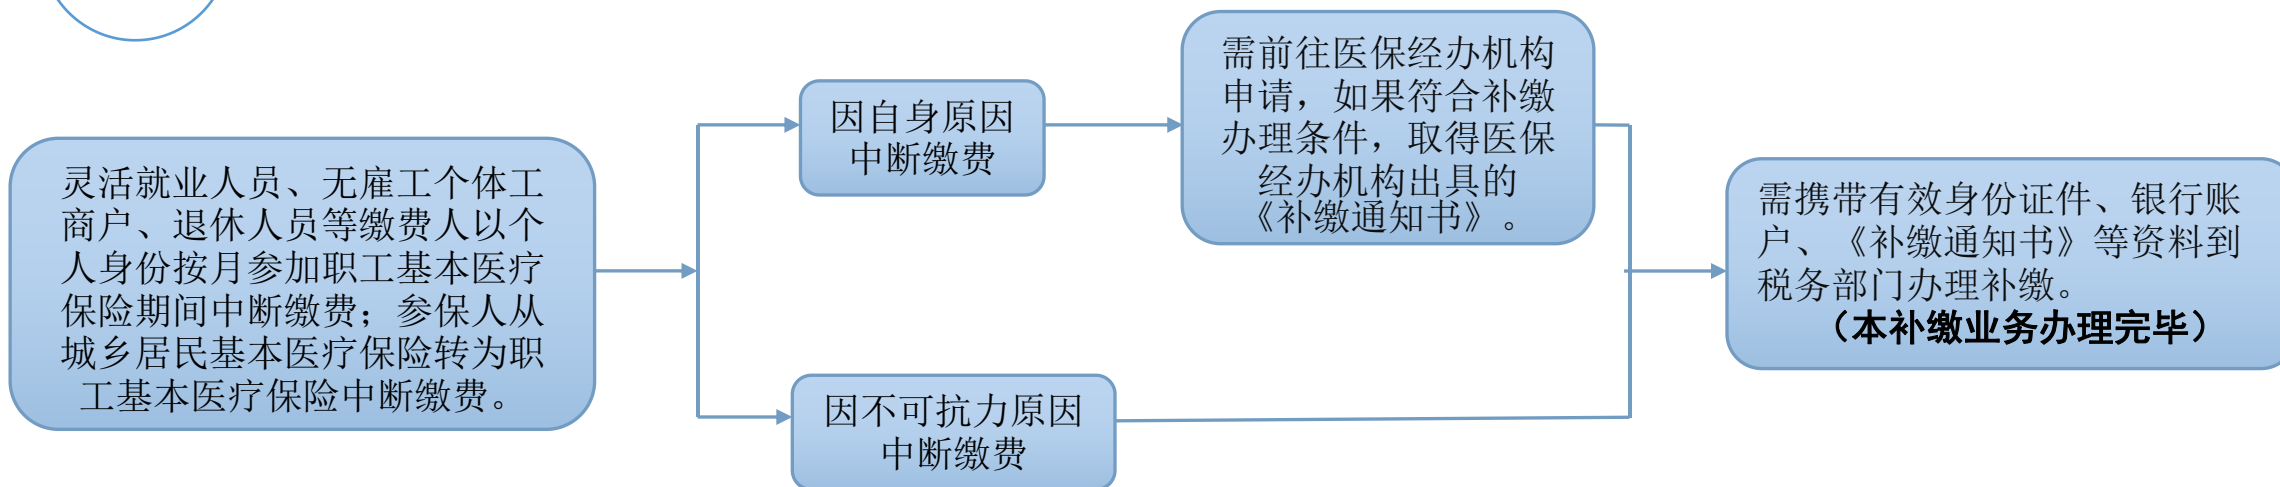 灵活就业人员、无雇工个体工
商户、退休人员等缴费人以个
人身份按月参加职工基本医疗
保险期间中断缴费；参保人从
城乡居民基本医疗保险转为职
工基本医疗保险中断缴费。
因自身原因
中断缴费
需前往医保经办机构
申请，如果符合补缴
办理条件，取得医保
经办机构出具的
《补缴通知书》。
因不可抗力原因
中断缴费
需携带有效身份证件、银行账
户、《补缴通知书》等资料到
税务部门办理补缴。
（本补缴业务办理完毕）